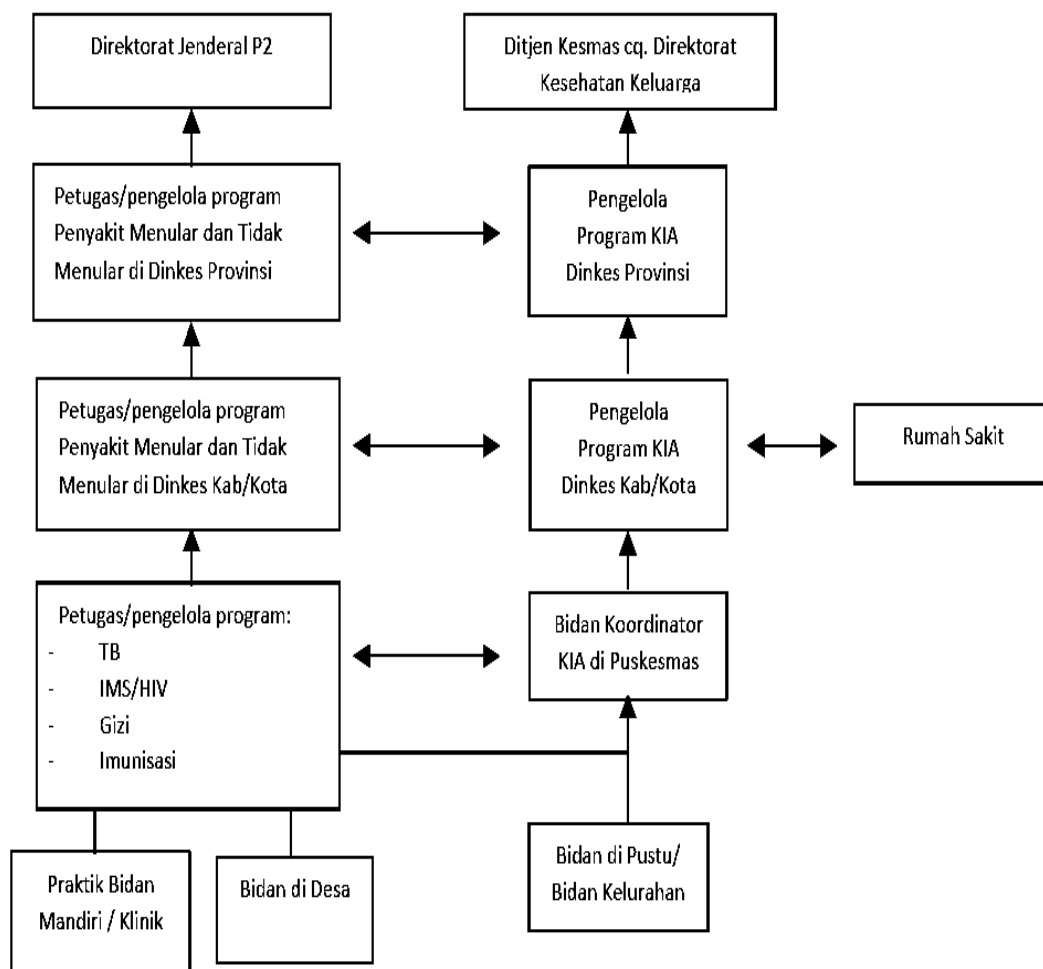 Direktorat Jenderal P2
Ditjen Kesmas cq. Direktorat
Kesehatan Keluarga
Petugas/pengelola program
Penyakit Menular dan Tidak
Menular di Dinkes Provinsi
Pengelola
Program KIA
Dinkes Provinsi
Petugas/pengelola program
Penyakit Menular dan Tidak
Menular di Dinkes Kab/Kota
Pengelola
Program KIA
Dinkes Kab/Kota
Rumah Sakit
Petugas/pengelola program:
- TB
- IMS/HIV
- Gizi
- Imunisasi
Bidan Koordinator
KIA di Puskesmas
Praktik Bidan
Mandiri / Klinik
Bidan di Desa
Bidan di Pustu/
Bidan Kelurahan